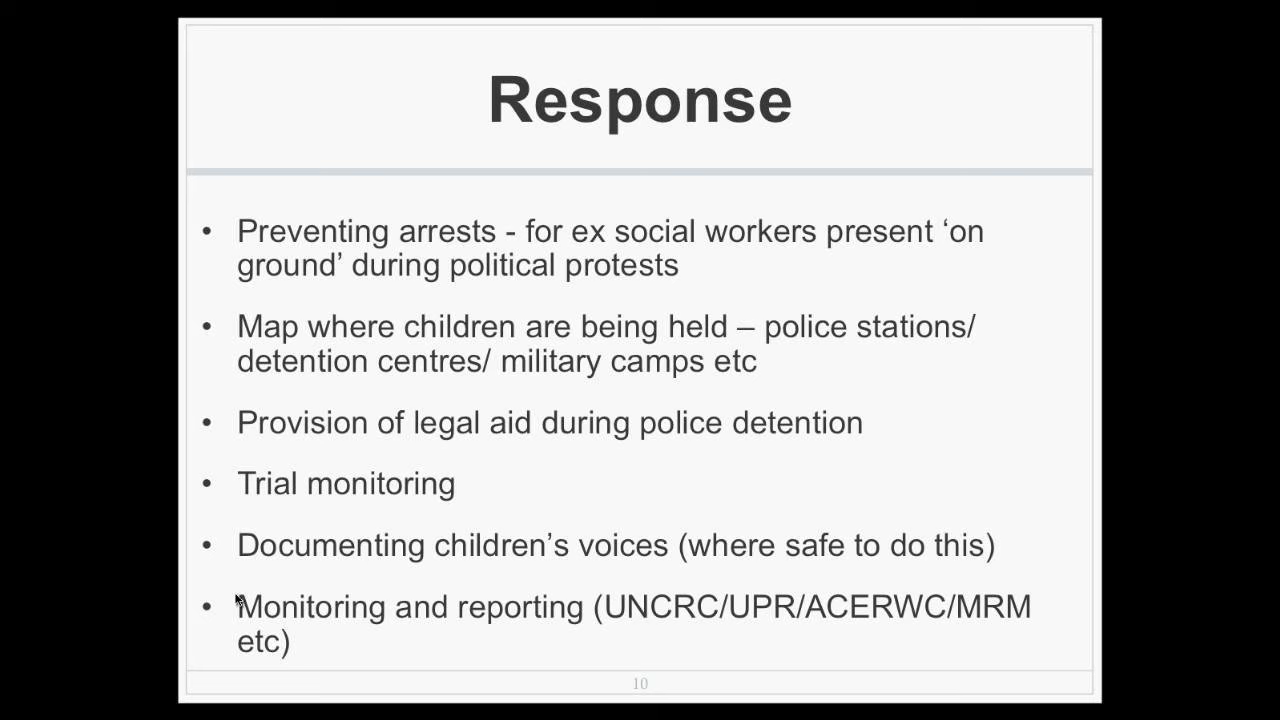 Response
• Preventing arrests - for ex social workers present ‘on
ground’ during political protests
• Map where children are being held – police stations/
detention centres/ military camps etc
• Provision of legal aid during police detention
• Trial monitoring
• Documenting children’s voices (where safe to do this)
• Monitoring and reporting (UNCRC/UPR/ACERWC/MRM
etc)
10